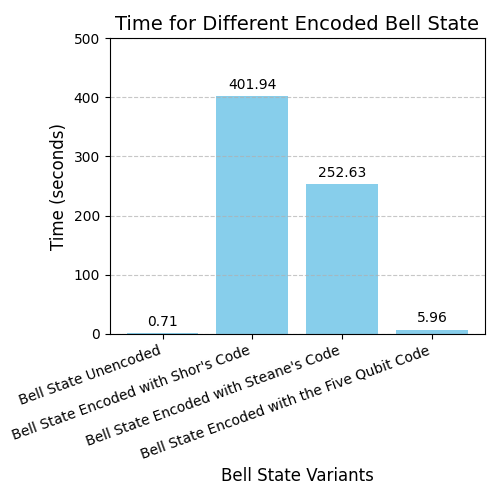 Time for Different Encoded Bell State
500
400
300
200
100
0
Time (seconds)
0.71
401.94
252.63
5.96
Bell State Unencoded
Bell State Encoded with Shor's Code
Bell State Encoded with Steane's Code
Bell State Encoded with the Five Qubit Code
Bell State Variants